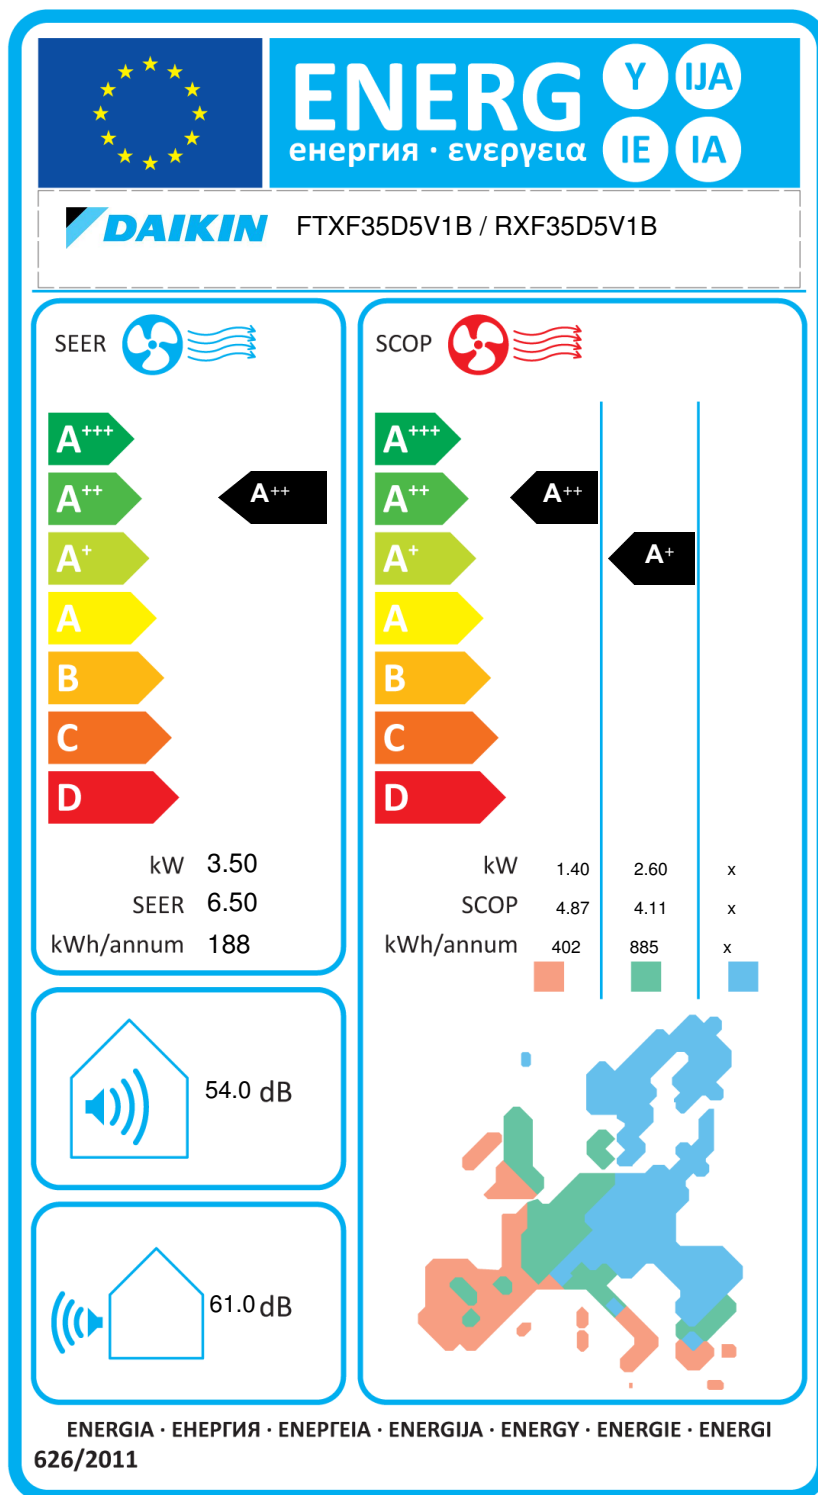 ENERG
енергия · ενεργεια
Y IJA
IE IA
DAIKIN FTXF35D5V1B / RXF35D5V1B
SEER
A+++
A++ A++
A+
A
B
C
D
kW 3.50
SEER 6.50
kWh/annum 188
SCOP
A+++
A++ A++
A+ A+
A
B
C
D
kW 1.40 2.60 x
SCOP 4.87 4.11 x
kWh/annum 402 885 x
54.0 dB
61.0 dB
ENERGIA · ЕНЕРГИЯ · ΕΝΕΡΓΕΙΑ · ENERGIJA · ENERGY · ENERGIE · ENERGI
626/2011